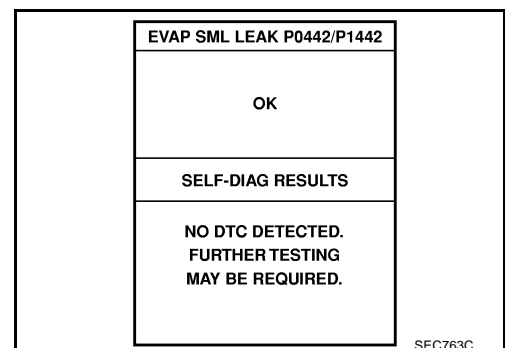 EVAP SML LEAK P0442/P1442
OK
SELF-DIAG RESULTS
NO DTC DETECTED.
FURTHER TESTING
MAY BE REQUIRED.
SEC763C